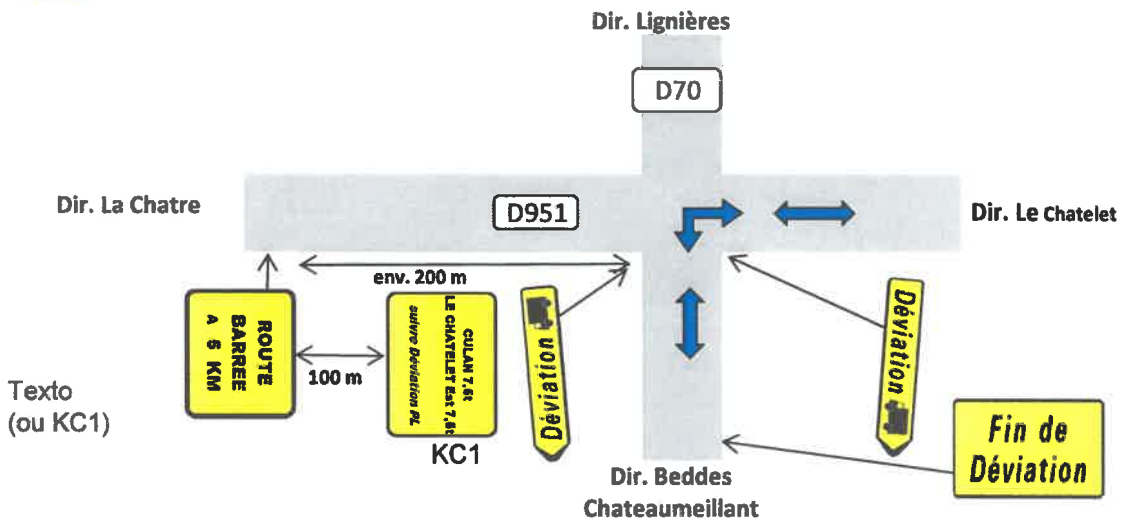 Dir. Lignières
D70
Dir. La Chatre
D951
Dir. Le Chatelet
env. 200 m
ROUTE
BARREE
A 5 KM
100 m
CULAN 7,5t
LE CHATELET Est 7,5t
suivre Déviation PL
KC1
Déviation
Déviation
Texto
(ou KC1)
Fin de
Déviation
Dir. Beddes
Chateaumeillant